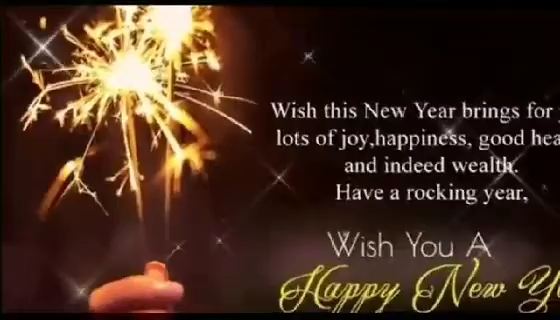 Wish this New Year brings for
lots of joy,happiness, good hea
and indeed wealth.
Have a rocking year,
Wish You A
Happy New Y